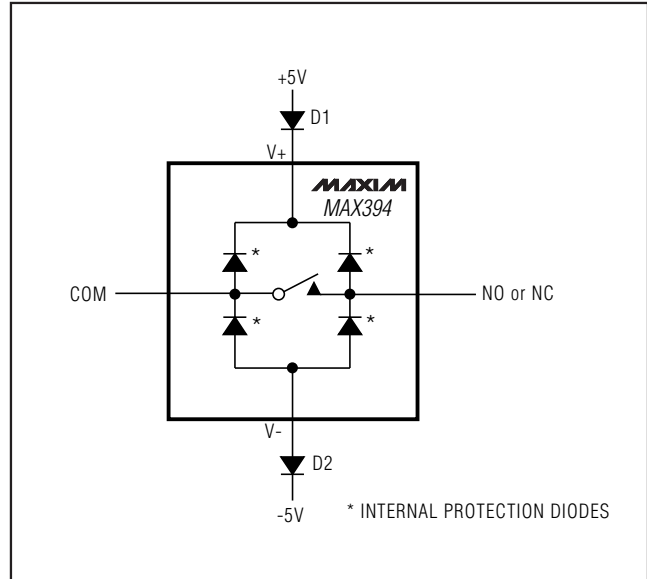 +5V
D1
V+
MAXIM
MAX394
*
*
COM
NO or NC
*
*
V-
D2
-5V
* INTERNAL PROTECTION DIODES